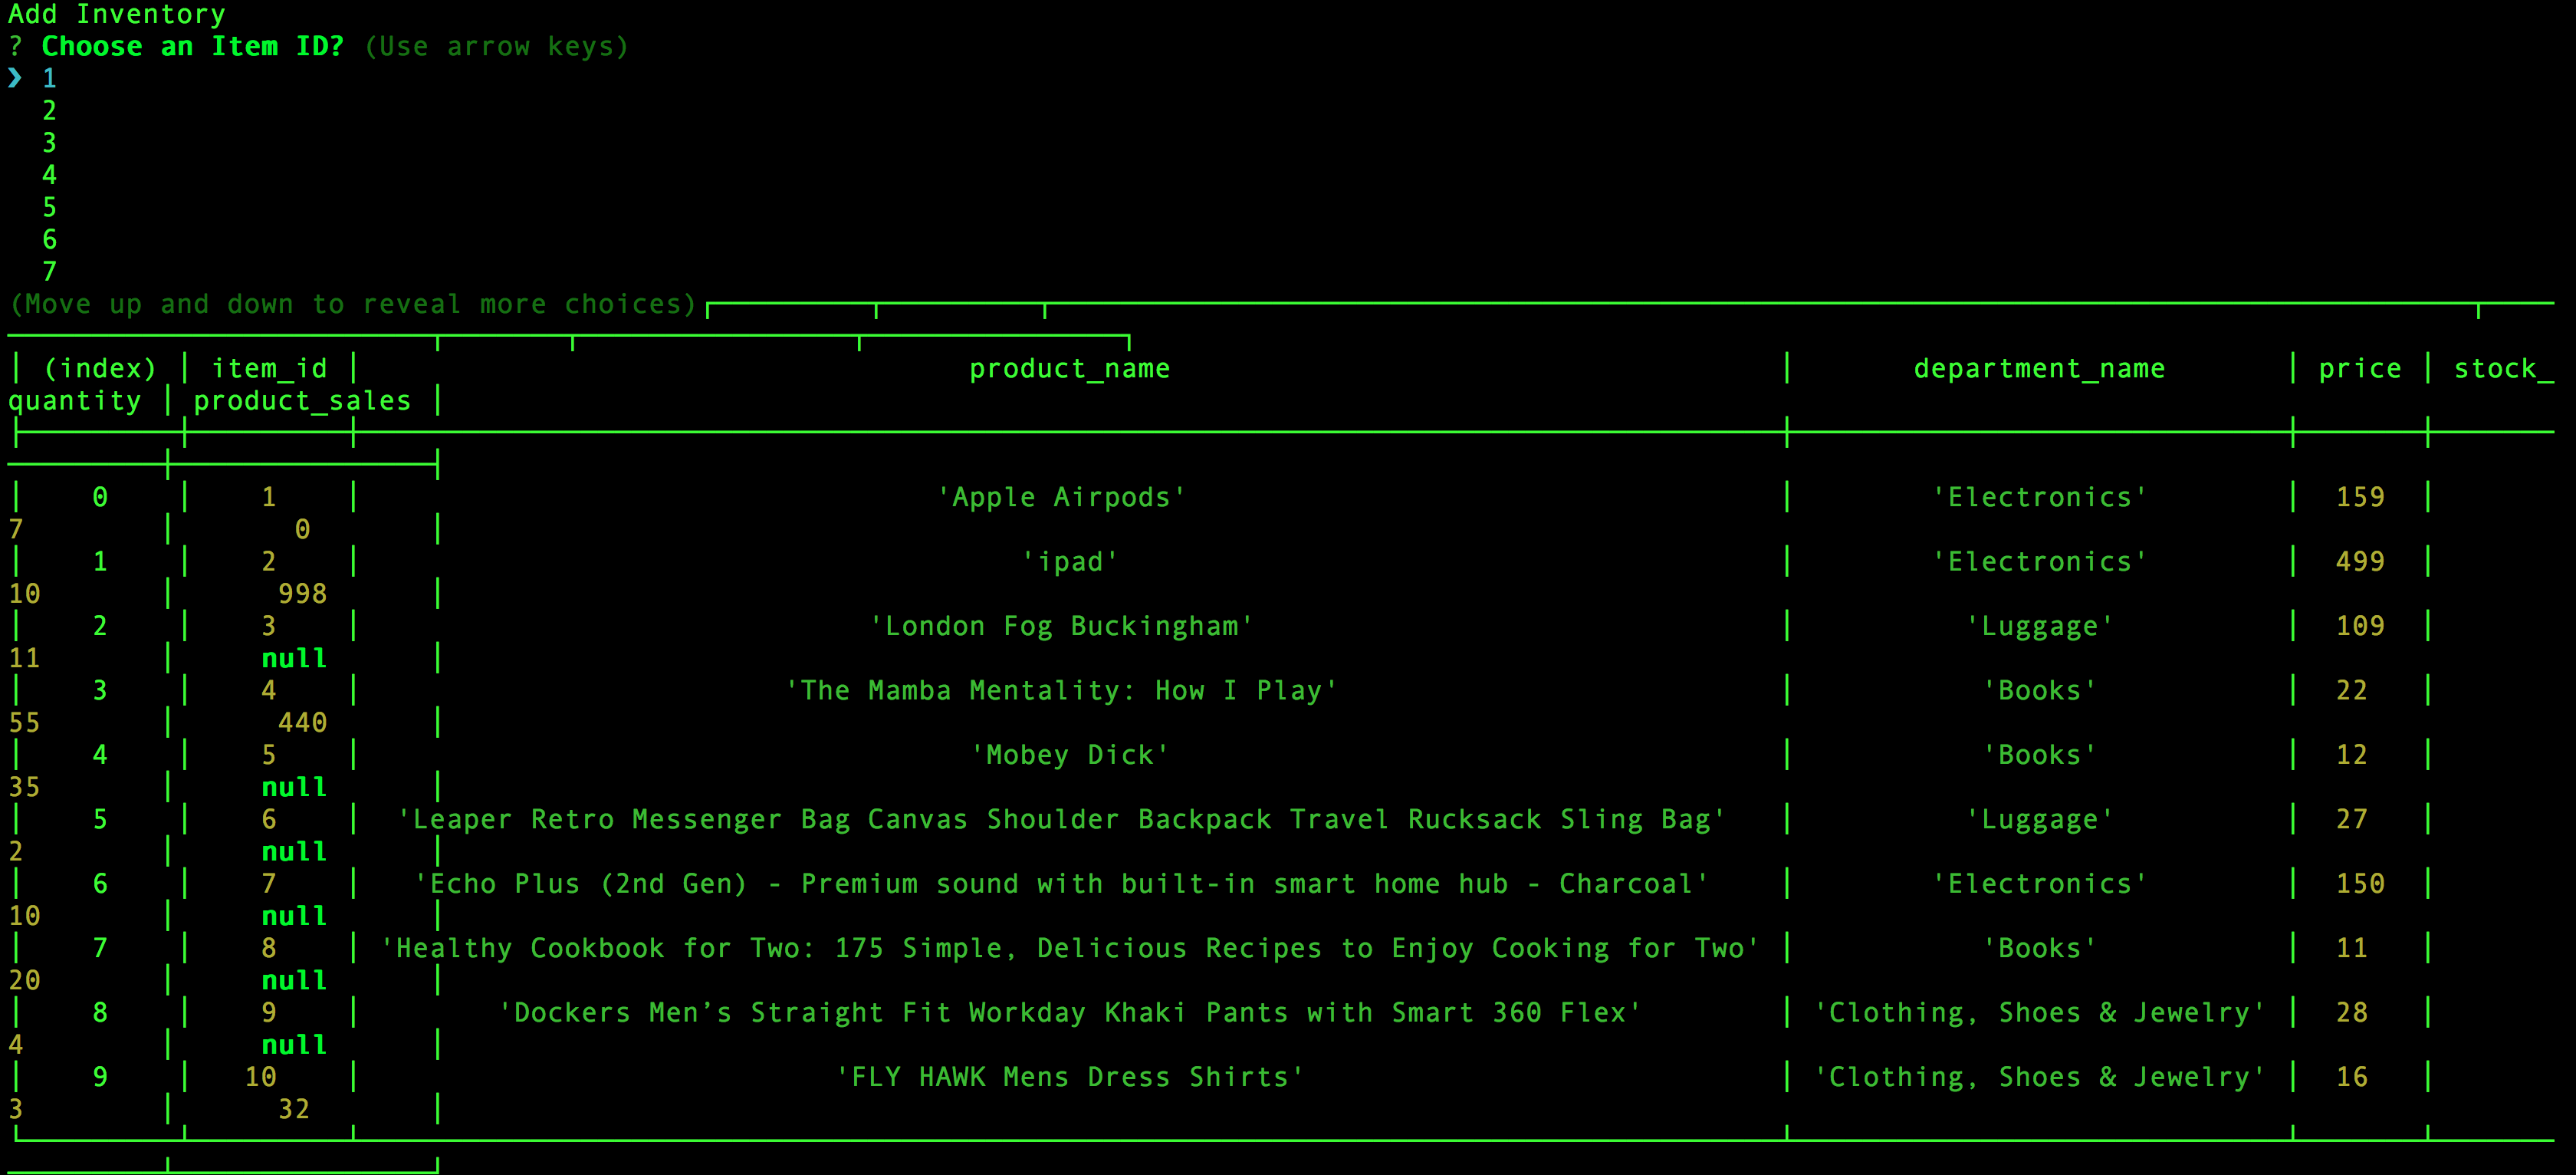 Add Inventory
? Choose an Item ID? (Use arrow keys)
❯ 1
2
3
4
5
6
7
(Move up and down to reveal more choices)
(index) item_id product_name department_name price stock_
quantity product_sales
0 1 'Apple Airpods' 'Electronics' 159
7 0
1 2 'ipad' 'Electronics' 499
10 998
2 3 'London Fog Buckingham' 'Luggage' 109
11 null
3 4 'The Mamba Mentality: How I Play' 'Books' 22
55 440
4 5 'Mobey Dick' 'Books' 12
35 null
5 6 'Leaper Retro Messenger Bag Canvas Shoulder Backpack Travel Rucksack Sling Bag' 'Luggage' 27
2 null
6 7 'Echo Plus (2nd Gen) - Premium sound with built-in smart home hub - Charcoal' 'Electronics' 150
10 null
7 8 'Healthy Cookbook for Two: 175 Simple, Delicious Recipes to Enjoy Cooking for Two' 'Books' 11
20 null
8 9 'Dockers Men’s Straight Fit Workday Khaki Pants with Smart 360 Flex' 'Clothing, Shoes & Jewelry' 28
4 null
9 10 'FLY HAWK Mens Dress Shirts' 'Clothing, Shoes & Jewelry' 16
3 32